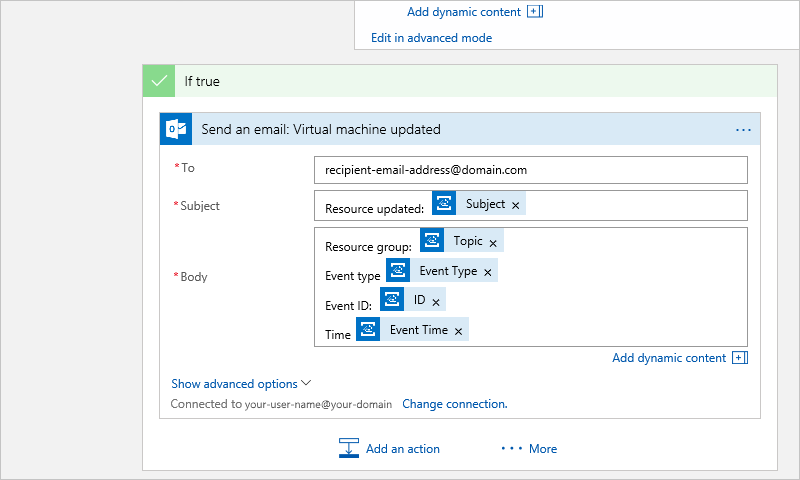 Add dynamic content
Edit in advanced mode
If true
Send an email: Virtual machine updated
*To
recipient-email-address@domain.com
*Subject
Resource updated: Subject ×
*Body
Resource group: Topic ×
Event type Event Type ×
Event ID: ID ×
Time Event Time ×
Add dynamic content
Show advanced options
Connected to your-user-name@your-domain Change connection.
Add an action
··· More